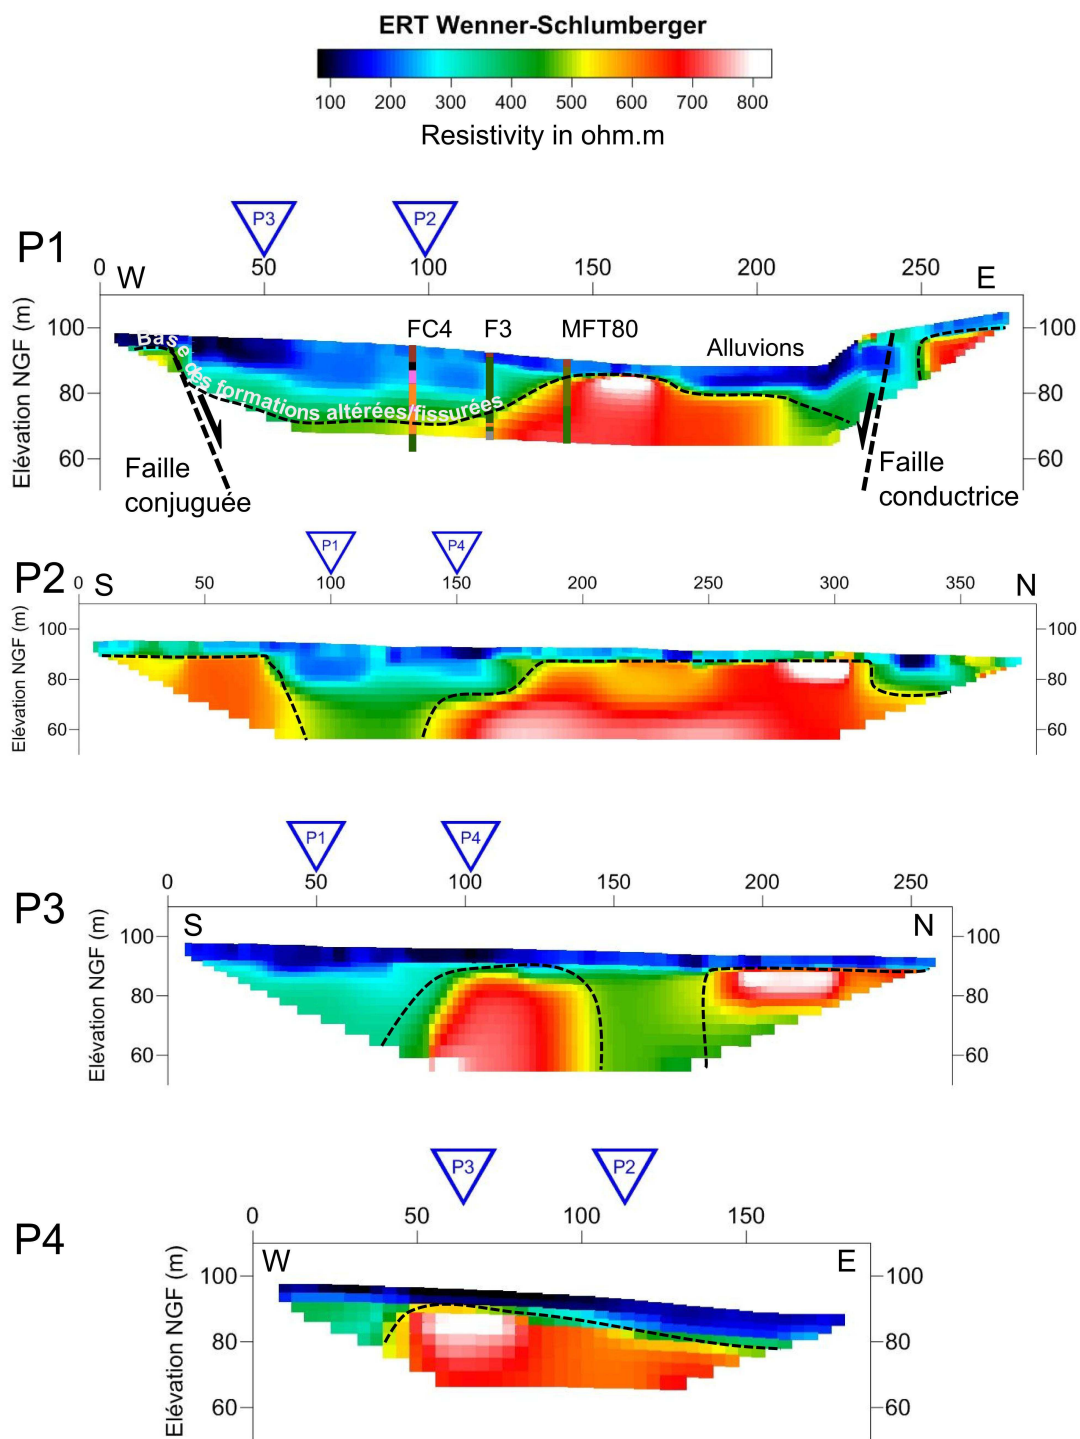 ERT Wenner-Schlumberger
100 200 300 400 500 600 700 800
Resistivity in ohm.m
P3 P2
P1
0 50 100 150 200 250
W E
Elévation NGF (m)
100 100
80 80
60 60
FC4 F3 MFT80
Alluvions
Base des formations altérées/fissurées
Faille
conjuguée
Faille
conductrice
P1 P4
P2
0 50 100 150 200 250 300 350
S N
Elévation NGF (m)
100 100
80 80
60 60
P1 P4
P3
0 50 100 150 200 250
S N
Elévation NGF (m)
100 100
80 80
60 60
P3 P2
P4
0 50 100 150
W E
Elévation NGF (m)
100 100
80 80
60 60